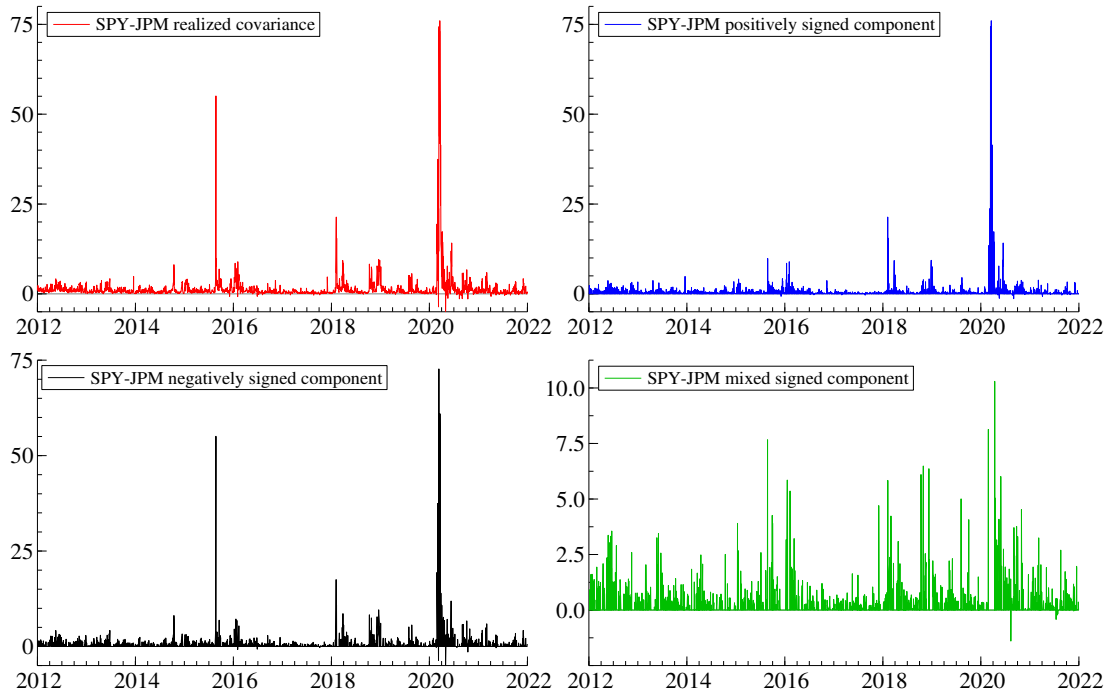 75
SPY-JPM realized covariance
50
25
0
2012 2014 2016 2018 2020 2022
75
SPY-JPM positively signed component
50
25
0
2012 2014 2016 2018 2020 2022
75
SPY-JPM negatively signed component
50
25
0
2012 2014 2016 2018 2020 2022
SPY-JPM mixed signed component
10.0
7.5
5.0
2.5
0.0
2012 2014 2016 2018 2020 2022